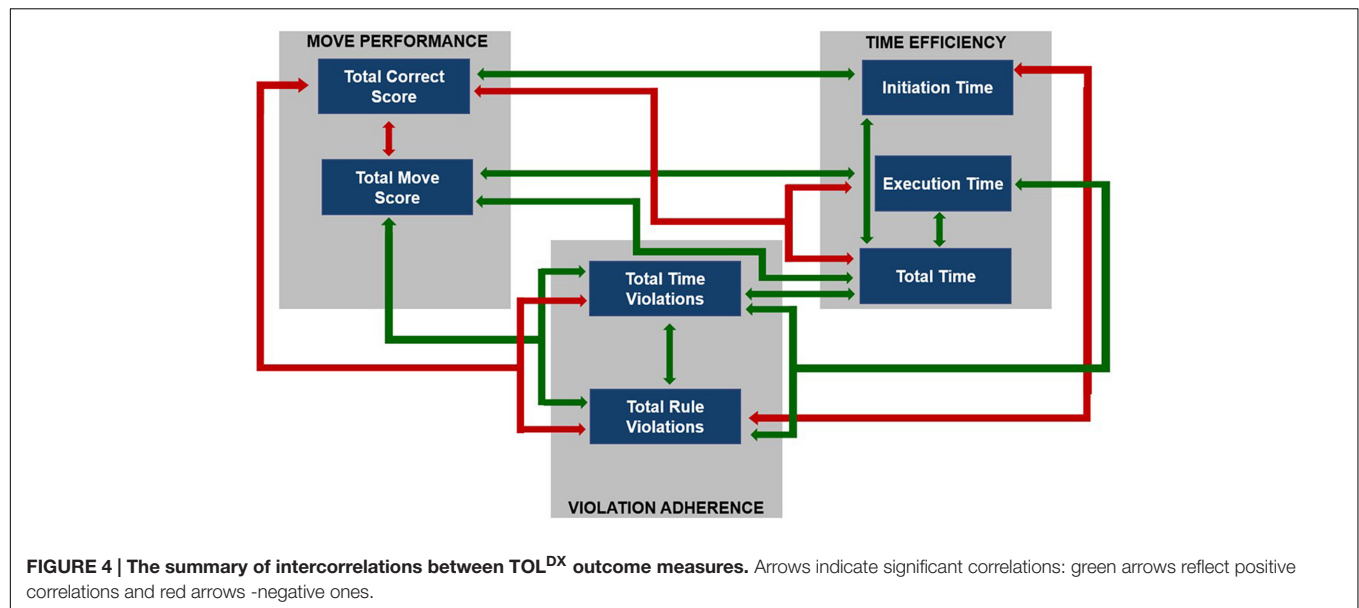 MOVE PERFORMANCE
Total Correct
Score
Total Move
Score
TIME EFFICIENCY
Initiation Time
Execution Time
Total Time
Total Time
Violations
Total Rule
Violations
VIOLATION ADHERENCE
FIGURE 4 | The summary of intercorrelations between TOLDX outcome measures. Arrows indicate significant correlations: green arrows reflect positive
correlations and red arrows -negative ones.